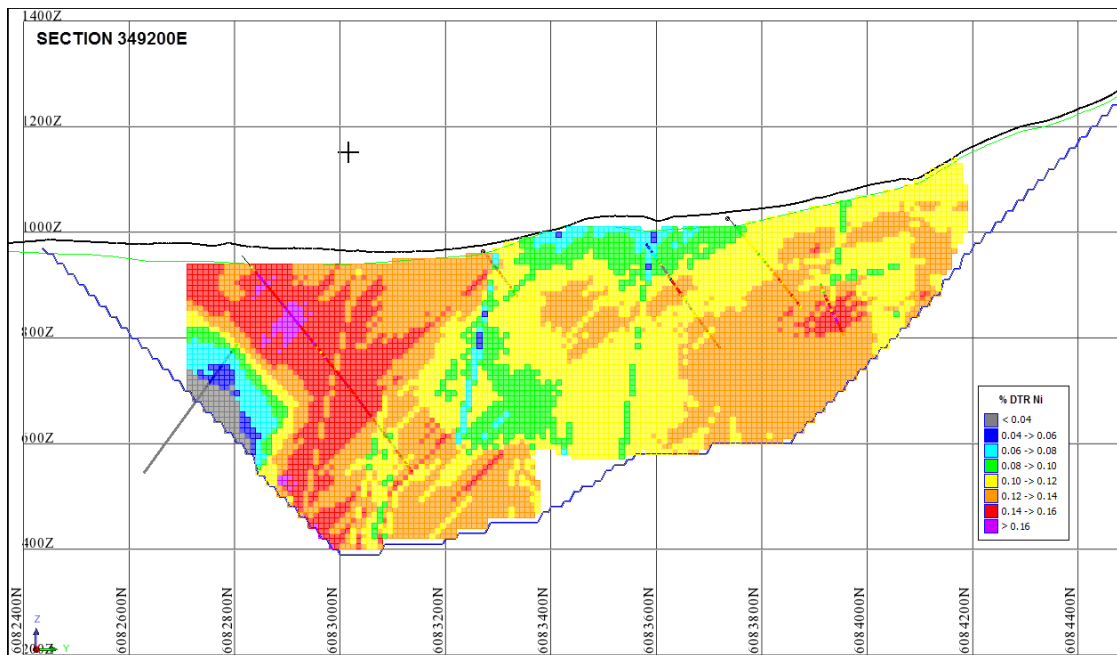 1400Z
SECTION 349200E
1200Z
1000Z
800Z
600Z
400Z
200Z
% DTR Ni
< 0.04
0.04 -> 0.06
0.06 -> 0.08
0.08 -> 0.10
0.10 -> 0.12
0.12 -> 0.14
0.14 -> 0.16
> 0.16
6082400N
6082600N
6082800N
6083000N
6083200N
6083400N
6083600N
6083800N
6084000N
6084200N
6084400N
Z
Y